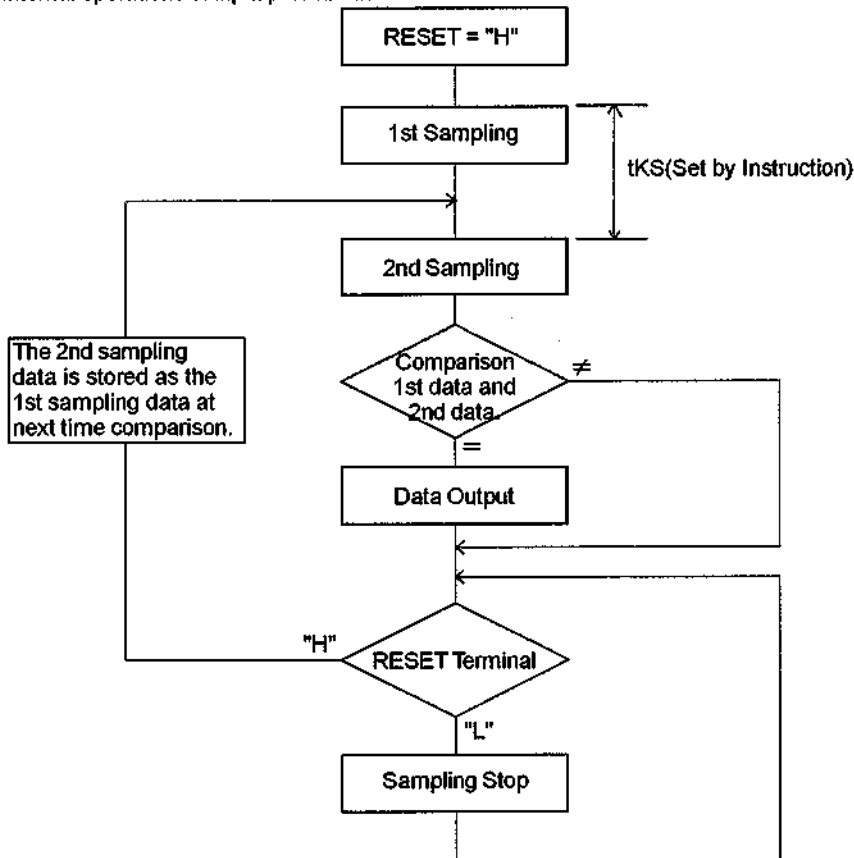 RESET = "H"
1st Sampling
tKS(Set by Instruction)
2nd Sampling
The 2nd sampling
data is stored as the
1st sampling data at
next time comparison.
Comparison
1st data and
2nd data.
≠
=
Data Output
"H"
RESET Terminal
"L"
Sampling Stop